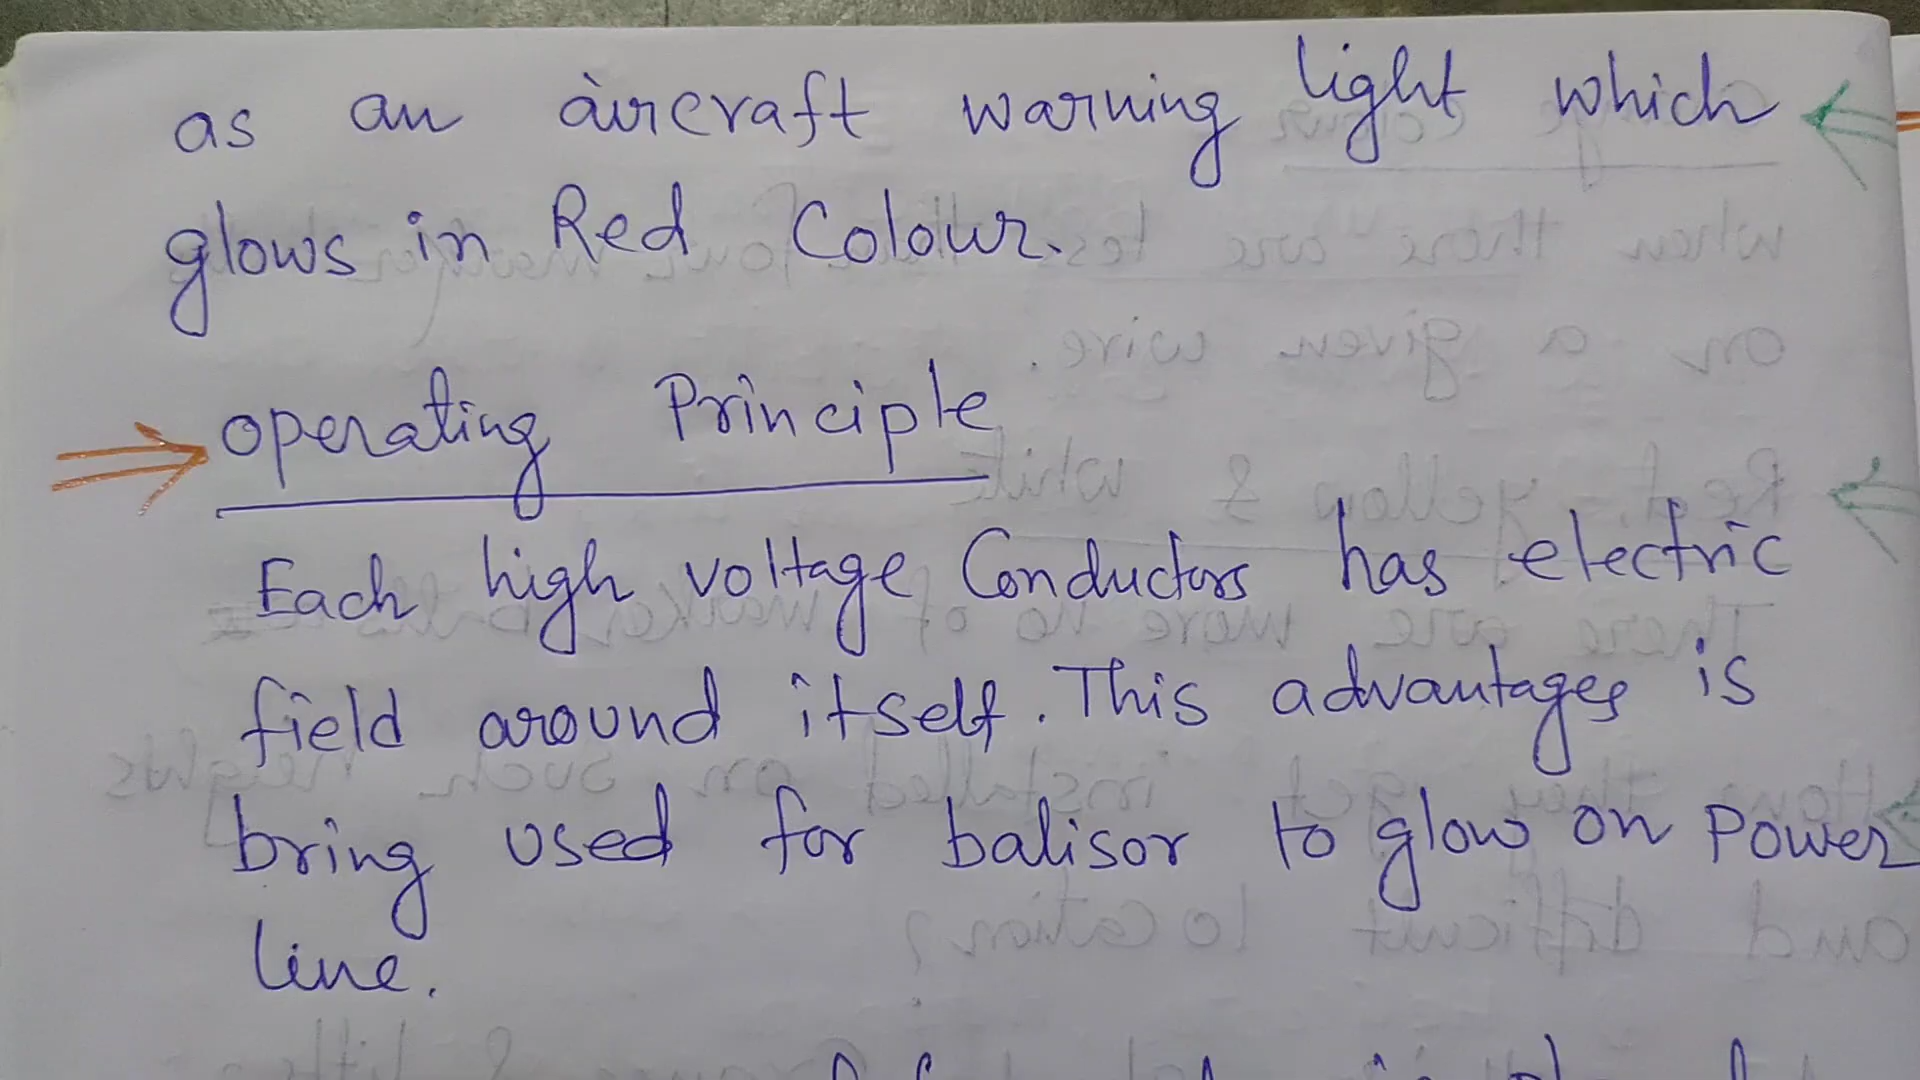 as an aircraft warning light which
glows in Red Colour.
operating Principle
Each high voltage Conductors has electric
field around itself. This advantages is
bring used for balisor to glow on Power
line.